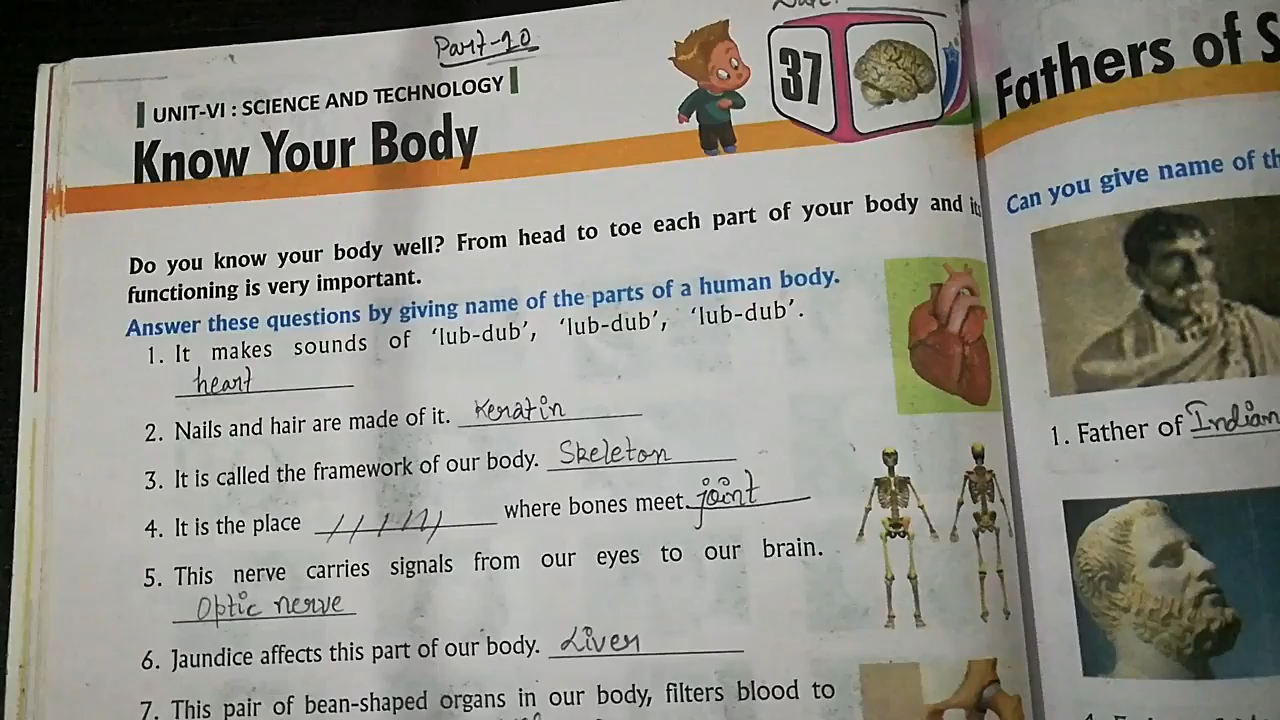 Part-10
UNIT-VI : SCIENCE AND TECHNOLOGY
Know Your Body
37
Do you know your body well? From head to toe each part of your body and its
functioning is very important.
Answer these questions by giving name of the parts of a human body.
1. It makes sounds of ‘lub-dub’, ‘lub-dub’, ‘lub-dub’.
heart
2. Nails and hair are made of it. Keratin
3. It is called the framework of our body. Skeleton
4. It is the place where bones meet. joint
5. This nerve carries signals from our eyes to our brain.
Optic nerve
6. Jaundice affects this part of our body. Liver
7. This pair of bean-shaped organs in our body, filters blood to
Fathers of S
Can you give name of th
1. Father of Indian